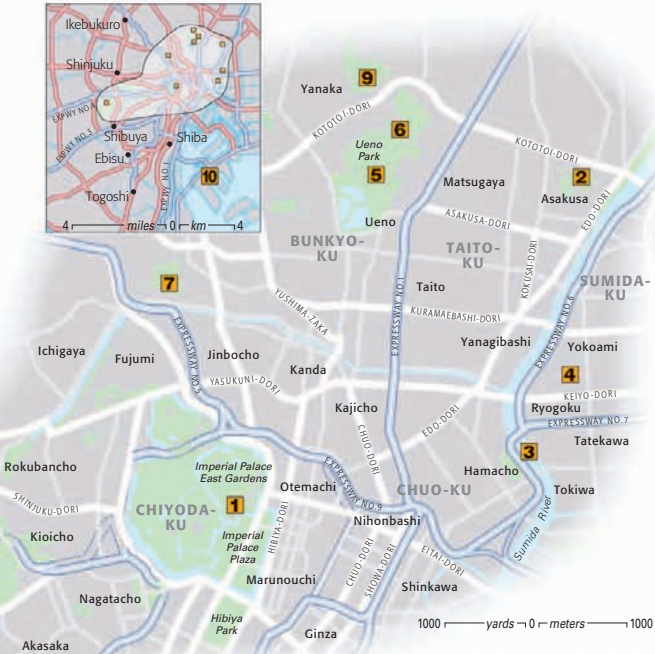 Ikebukuro
Shinjuku
EXPWY NO.4
EXPWY NO.3
Shibuya
Shiba
Ebisu
10
Togoshi
EXPWY NO.1
4 miles 0 km 4
Yanaka
9
KOTOTOI-DORI
6
Ueno
Park
5
KOTOTOI-DORI
Matsugaya
2
Asakusa
EDO-DORI
Ueno
ASAKUSA-DORI
BUNKYO-
KU
TAITO-
KU
KOKUSAI-DORI
SUMIDA-
KU
7
Taito
EXPRESSWAY NO.1
YUSHIMA-ZAKA
KURAMAEBASHI-DORI
EXPRESSWAY NO.6
Yanagibashi
Yokoami
EXPRESSWAY NO.5
Ichigaya
Fujumi
Jinbocho
Kanda
4
YASUKUNI-DORI
KEIYO-DORI
Kajicho
EDO-DORI
Ryogoku
EXPRESSWAY NO.7
CHUO-DORI
Tatekawa
3
Rokubancho
Imperial Palace
East Gardens
Hamacho
EXPRESSWAY NO.9
Otemachi
CHUO-KU
Tokiwa
SHINJUKU-DORI
CHIYODA-
KU
1
HIBIYA-DORI
Nihonbashi
Kioicho
Imperial
Palace
Plaza
CHUO-DORI
SHOWA-DORI
EITAI-DORI
Sumida River
Marunouchi
Shinkawa
Nagatacho
Hibiya
Park
Ginza
1000 yards 0 meters 1000
Akasaka